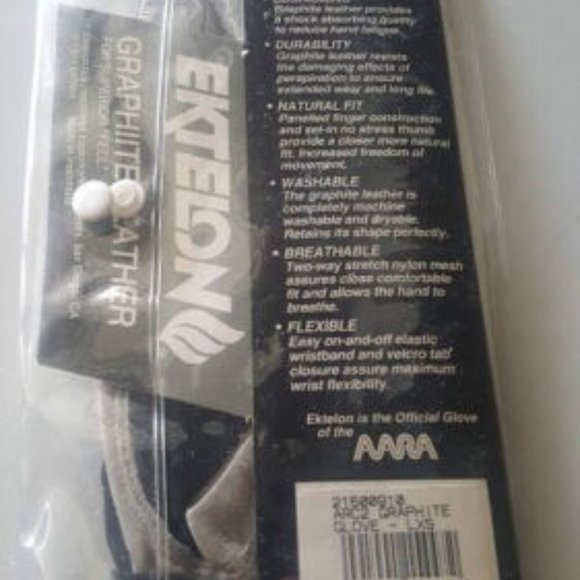 Graphite leather provides
a shock absorbing quality
to reduce hand fatigue.
• DURABILITY
Graphite leather resists
the damaging effects of
perspiration to ensure
extended wear and long life.
• NATURAL FIT
Panelled finger construction
and set-in no stress thumb
provide a closer more natural
fit. Increased freedom of
movement.
• WASHABLE
The graphite leather is
completely machine
washable and dryable.
Retains its shape perfectly.
• BREATHABLE
Two-way stretch nylon mesh
assures close comfortable
fit and allows the hand to
breathe.
• FLEXIBLE
Easy on-and-off elastic
wristband and velcro tab
closure assure maximum
wrist flexibility.
Ektelon is the Official Glove
of the AARA
21500910
ARC2 GRAPHITE
GLOVE - LXS
EKTELON
GRAPHITE LEATHER
FOR